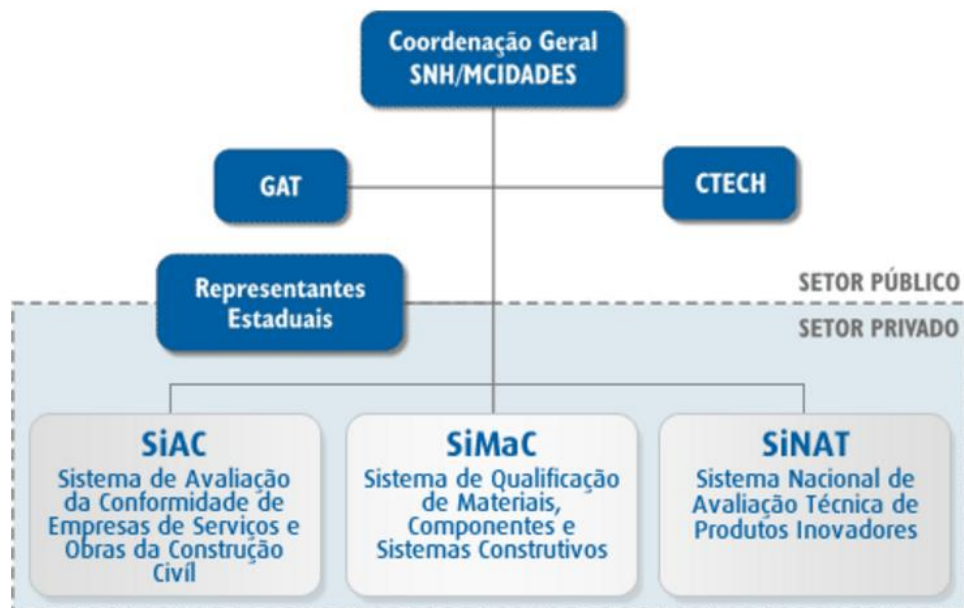 Coordenação Geral
SNH/MCIDADES
GAT
CTECH
Representantes
Estaduais
SETOR PÚBLICO
SETOR PRIVADO
SiAC
Sistema de Avaliação
da Conformidade de
Empresas de Serviços e
Obras da Construção
Civíl
SiMaC
Sistema de Qualificação
de Materiais,
Componentes e
Sistemas Construtivos
SiNAT
Sistema Nacional de
Avaliação Técnica de
Produtos Inovadores